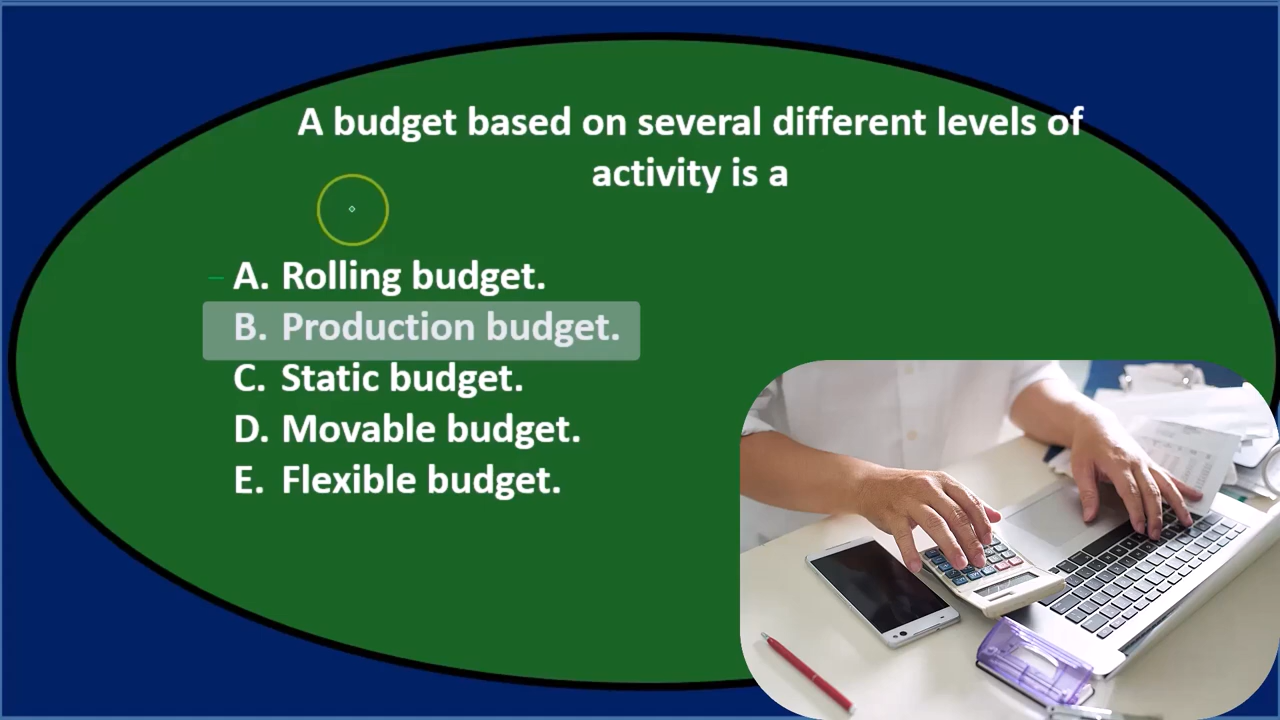 A budget based on several different levels of
activity is a
A. Rolling budget.
B. Production budget.
C. Static budget.
D. Movable budget.
E. Flexible budget.